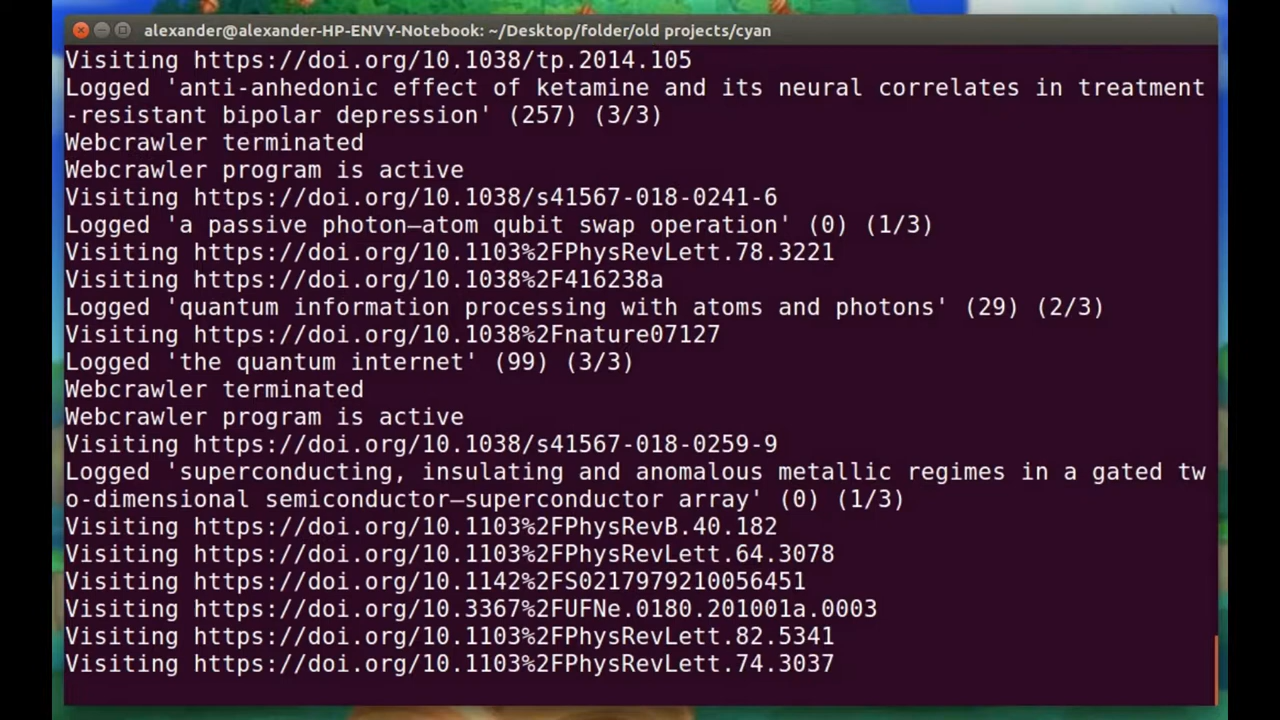 alexander@alexander-HP-ENVY-Notebook: ~/Desktop/folder/old projects/cyan
Visiting https://doi.org/10.1038/tp.2014.105
Logged 'anti-anhedonic effect of ketamine and its neural correlates in treatment
-resistant bipolar depression' (257) (3/3)
Webcrawler terminated
Webcrawler program is active
Visiting https://doi.org/10.1038/s41567-018-0241-6
Logged 'a passive photon–atom qubit swap operation' (0) (1/3)
Visiting https://doi.org/10.1103%2FPhysRevLett.78.3221
Visiting https://doi.org/10.1038%2F416238a
Logged 'quantum information processing with atoms and photons' (29) (2/3)
Visiting https://doi.org/10.1038%2Fnature07127
Logged 'the quantum internet' (99) (3/3)
Webcrawler terminated
Webcrawler program is active
Visiting https://doi.org/10.1038/s41567-018-0259-9
Logged 'superconducting, insulating and anomalous metallic regimes in a gated tw
o-dimensional semiconductor–superconductor array' (0) (1/3)
Visiting https://doi.org/10.1103%2FPhysRevB.40.182
Visiting https://doi.org/10.1103%2FPhysRevLett.64.3078
Visiting https://doi.org/10.1142%2FS0217979210056451
Visiting https://doi.org/10.3367%2FUFNe.0180.201001a.0003
Visiting https://doi.org/10.1103%2FPhysRevLett.82.5341
Visiting https://doi.org/10.1103%2FPhysRevLett.74.3037